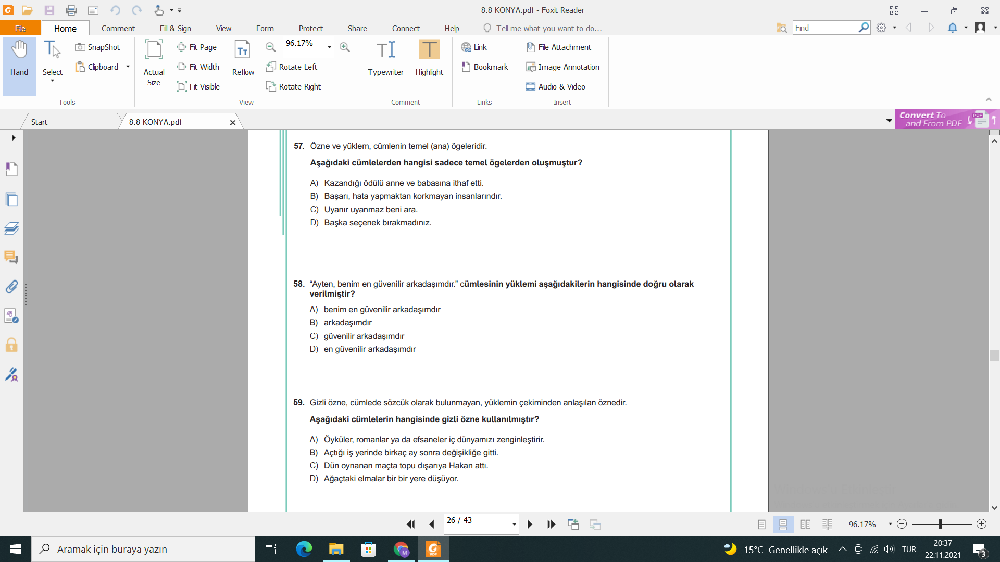 8.8 KONYA.pdf - Foxit Reader
File Home Comment Fill & Sign View Form Protect Share Connect Help Tell me what you want to do... Find
Hand
Select
SnapShot
Clipboard
Tools
Actual Size
Fit Page
Fit Width
Fit Visible
Reflow
96.17%
Rotate Left
Rotate Right
View
Typewriter
Highlight
Comment
Link
Bookmark
Links
File Attachment
Image Annotation
Audio & Video
Insert
Start
8.8 KONYA.pdf
Convert To
and From PDF
PDF
57. Özne ve yüklem, cümlenin temel (ana) ögeleridir.
Aşağıdaki cümlelerden hangisi sadece temel ögelerden oluşmuştur?
A) Kazandığı ödülü anne ve babasına ithaf etti.
B) Başarı, hata yapmaktan korkmayan insanlarındır.
C) Uyanır uyanmaz beni ara.
D) Başka seçenek bırakmadınız.
58. “Ayten, benim en güvenilir arkadaşımdır.” cümlesinin yüklemi aşağıdakilerin hangisinde doğru olarak
verilmiştir?
A) benim en güvenilir arkadaşımdır
B) arkadaşımdır
C) güvenilir arkadaşımdır
D) en güvenilir arkadaşımdır
59. Gizli özne, cümlede sözcük olarak bulunmayan, yüklemin çekiminden anlaşılan öznedir.
Aşağıdaki cümlelerin hangisinde gizli özne kullanılmıştır?
A) Öyküler, romanlar ya da efsaneler iç dünyamızı zenginleştirir.
B) Açtığı iş yerinde birkaç ay sonra değişikliğe gitti.
C) Dün oynanan maçta topu dışarıya Hakan attı.
D) Ağaçtaki elmalar bir bir yere düşüyor.
26 / 43
96.17%
Aramak için buraya yazın
M
PDF
15°C Genellikle açık
TUR
20:37
22.11.2021
3